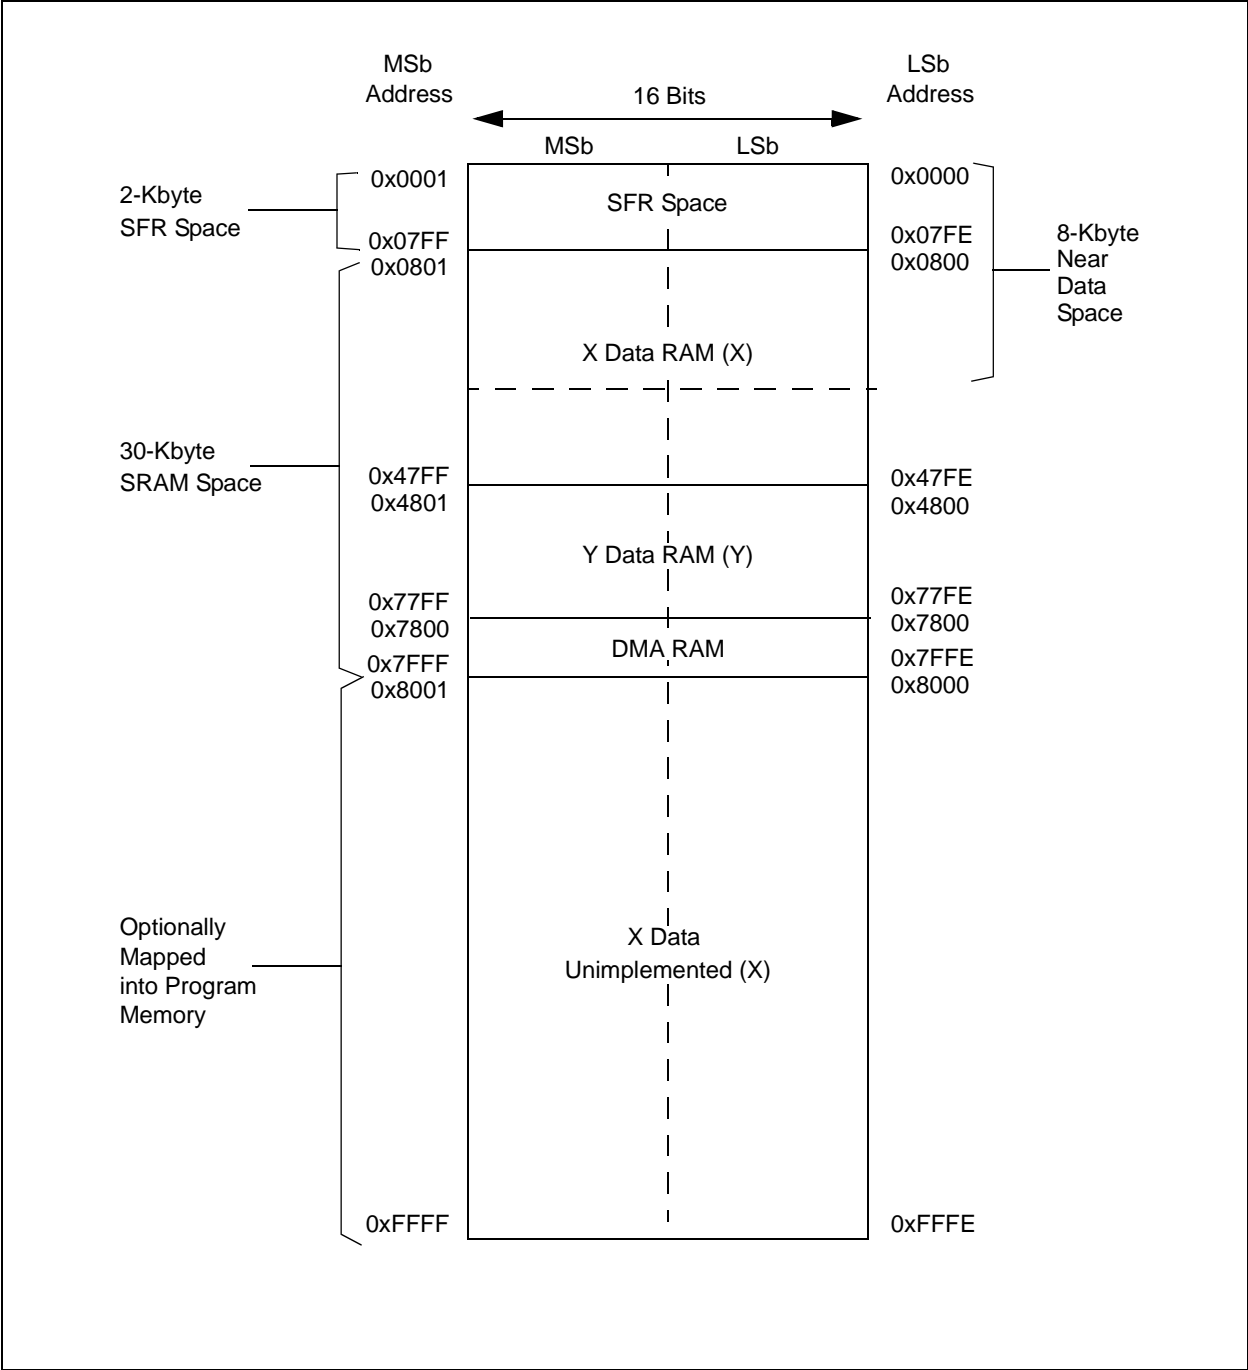 MSb
Address
LSb
Address
16 Bits
MSb
LSb
2-Kbyte
SFR Space
0x0001
0x07FF
0x0801
SFR Space
0x0000
0x07FE
0x0800
8-Kbyte
Near
Data
Space
X Data RAM (X)
30-Kbyte
SRAM Space
0x47FF
0x4801
0x47FE
0x4800
Y Data RAM (Y)
0x77FF
0x7800
0x77FE
0x7800
DMA RAM
0x7FFF
0x8001
0x7FFE
0x8000
Optionally
Mapped
into Program
Memory
X Data
Unimplemented (X)
0xFFFF
0xFFFE